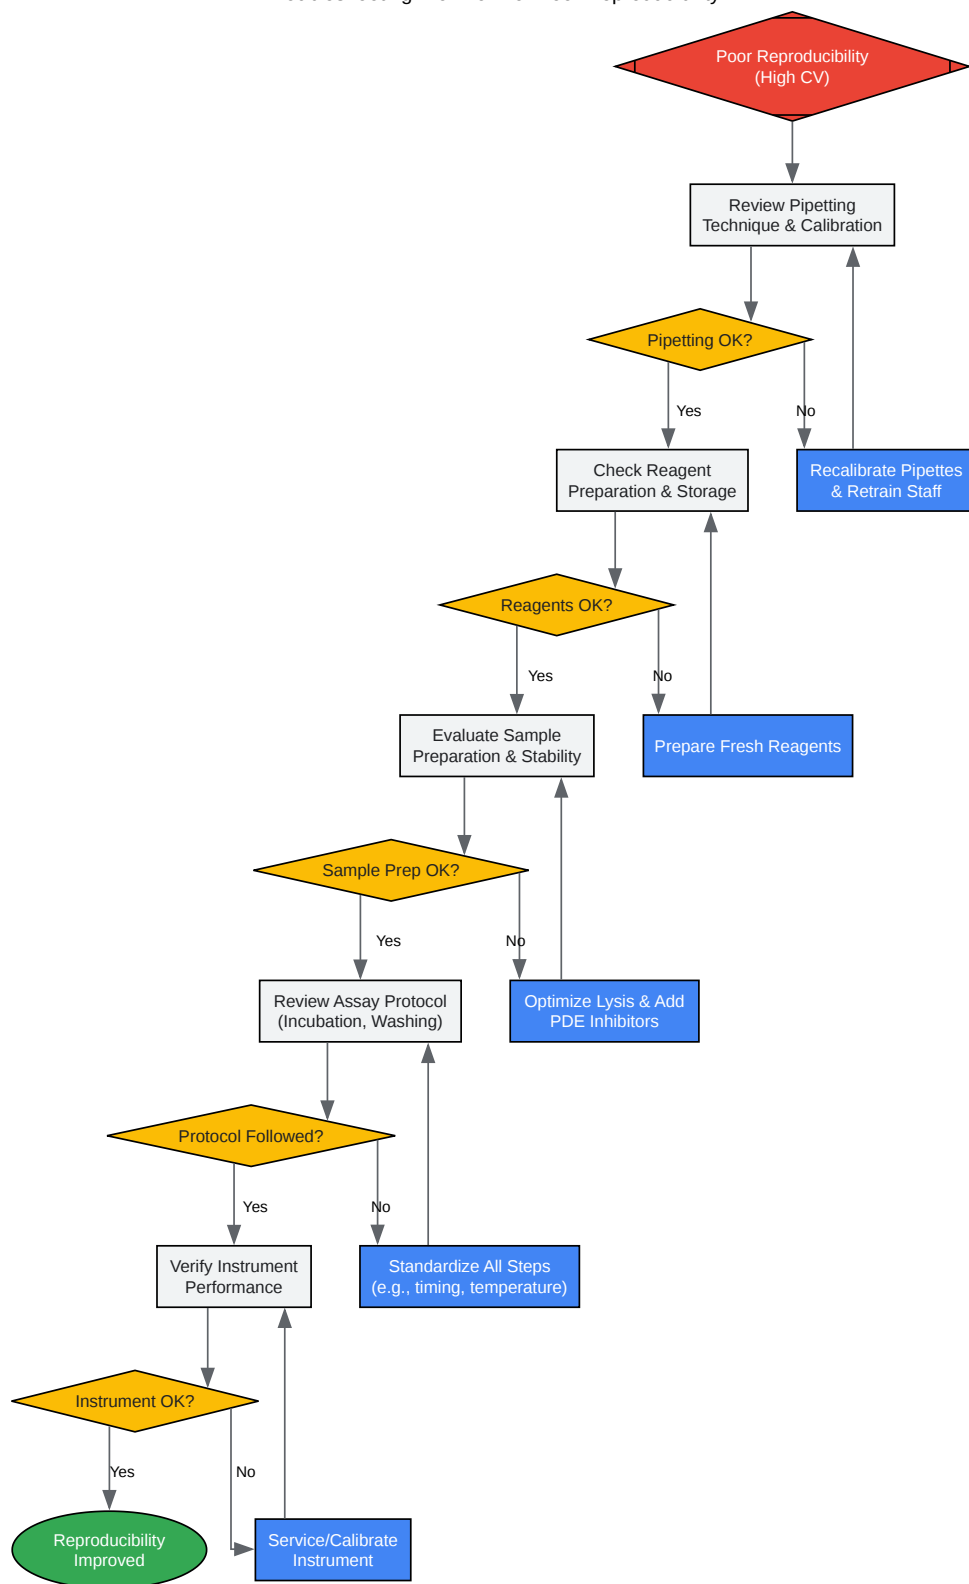 Poor Reproducibility
(High CV)
Review Pipetting
Technique & Calibration
Pipetting OK?
Yes
No
Check Reagent
Preparation & Storage
Recalibrate Pipettes
& Retrain Staff
Reagents OK?
Yes
No
Evaluate Sample
Preparation & Stability
Prepare Fresh Reagents
Sample Prep OK?
Yes
No
Review Assay Protocol
(Incubation, Washing)
Optimize Lysis & Add
PDE Inhibitors
Protocol Followed?
Yes
No
Verify Instrument
Performance
Standardize All Steps
(e.g., timing, temperature)
Instrument OK?
Yes
No
Reproducibility
Improved
Service/Calibrate
Instrument